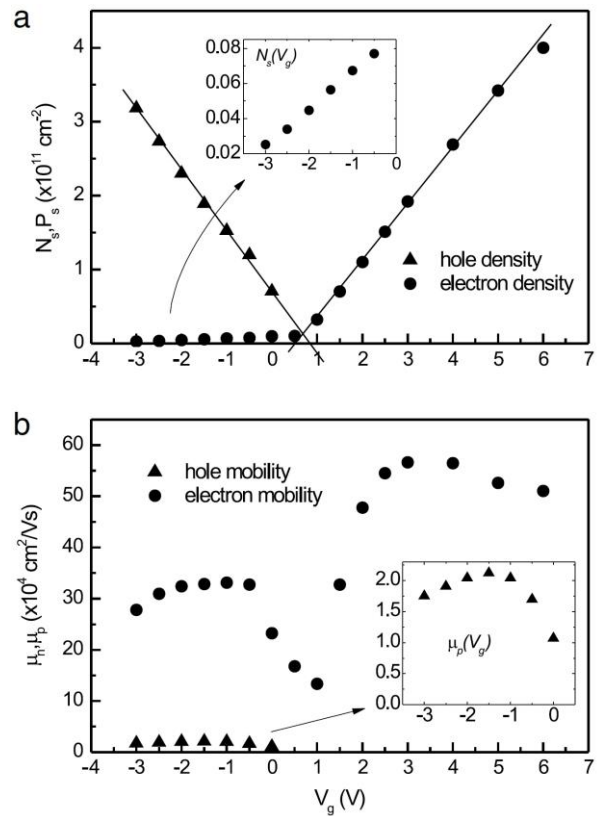 a
N_s,P_s (x10^11 cm^-2)
4
3
2
1
0
N_s(V_g)
0.08
0.06
0.04
0.02
-3 -2 -1 0
hole density
electron density
-4 -3 -2 -1 0 1 2 3 4 5 6 7
b
μ_n,μ_p (x10^4 cm^2/Vs)
60
50
40
30
20
10
0
hole mobility
electron mobility
2.0
1.5
1.0
0.5
0.0
μ_p(V_g)
-3 -2 -1 0
-4 -3 -2 -1 0 1 2 3 4 5 6 7
V_g (V)